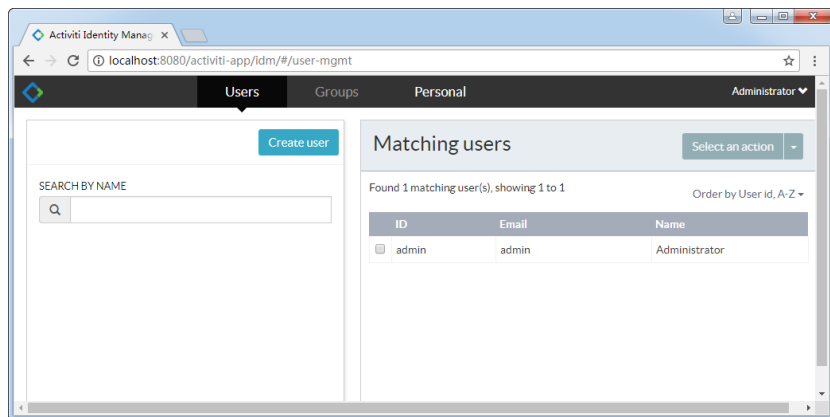 Activiti Identity Manag
localhost:8080/activiti-app/idm/#/user-mgmt
Users Groups Personal Administrator
Create user
SEARCH BY NAME
Matching users
Select an action
Found 1 matching user(s), showing 1 to 1
Order by User id, A-Z
ID Email Name
admin admin Administrator